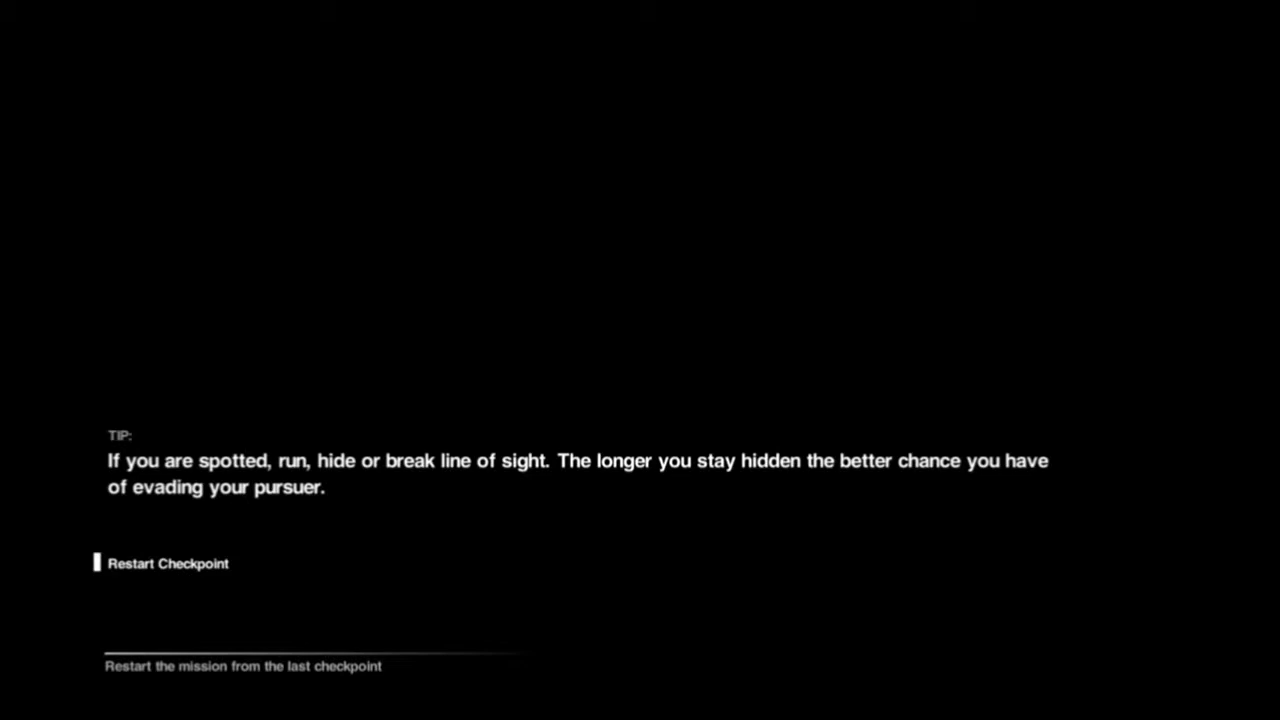 TIP:
If you are spotted, run, hide or break line of sight. The longer you stay hidden the better chance you have
of evading your pursuer.
Restart Checkpoint
Restart the mission from the last checkpoint